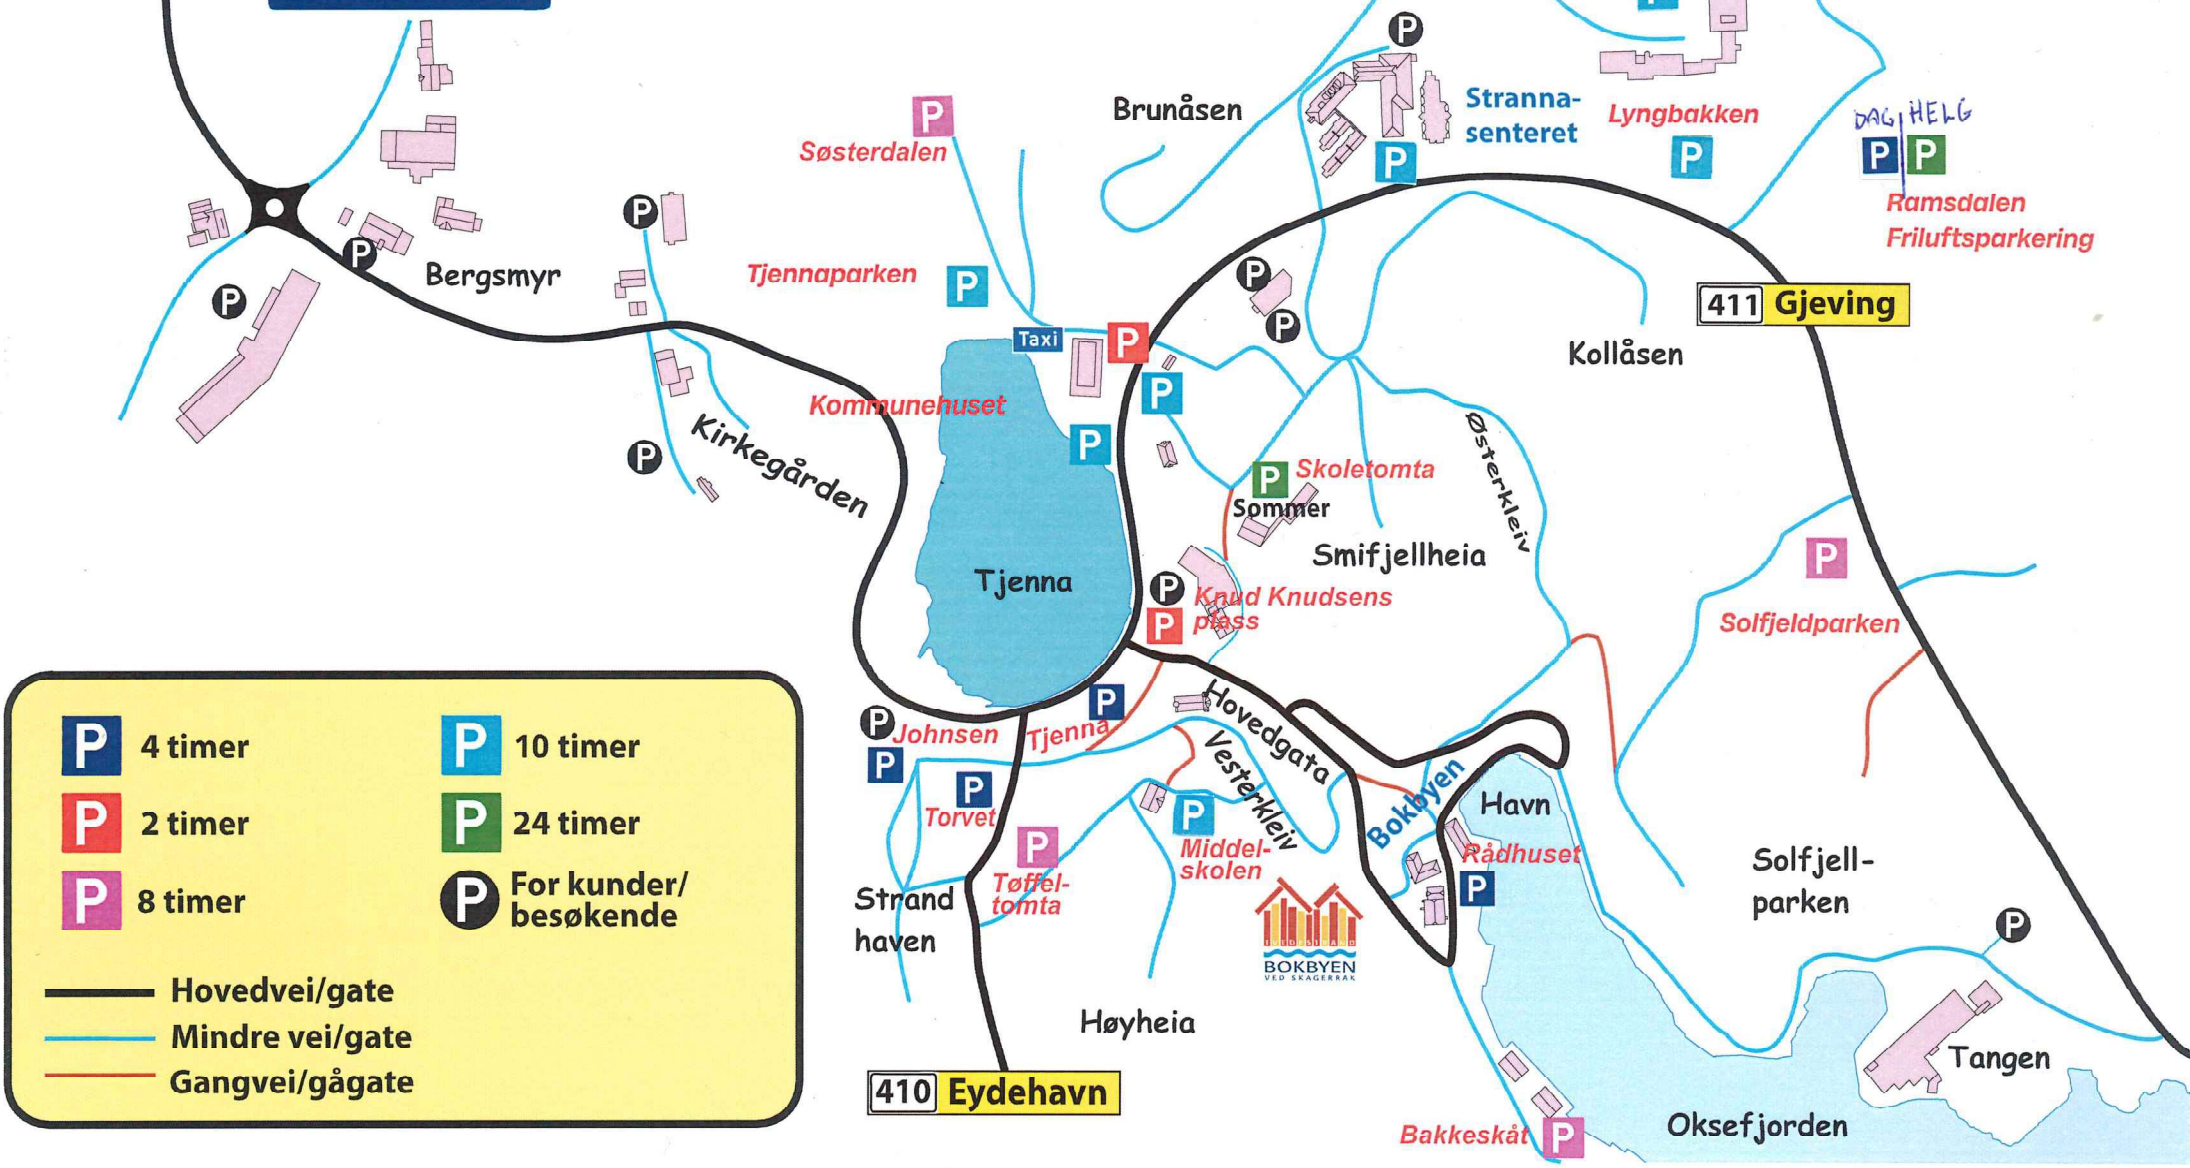 P
P
Brunåsen
Stranna-
senteret
P
Lyngbakken
P
DAG HELG
P P
Ramsdalen
Friluftsparkering
P
Søsterdalen
P
P
Bergsmyr
P
Tjennaparken
P
P
P
411 Gjeving
Taxi
P
Kollåsen
Kommunehuset
P
P
Kirkegården
P
P
Skoletomta
Sommer
Østerkleiv
Smifjellheia
Tjenna
P
Knud Knudsens
plass
P
P
Solfjeldparken
P
Johnsen
P
Tjenna
P
Hovedgata
Vesterkleiv
P
Torvet
P
Tøffel-
tomta
P
Middel-
skolen
Bokbyen
Havn
Rådhuset
P
Strand
haven
Solfjell-
parken
P
TVEDESTRAND
BOKBYEN
VED SKAGERRAK
Høyheia
410 Eydehavn
Tangen
Bakkeskåt
P
Oksefjorden
P 4 timer
P 10 timer
P 2 timer
P 24 timer
P 8 timer
P For kunder/
besøkende
Hovedvei/gate
Mindre vei/gate
Gangvei/gågate